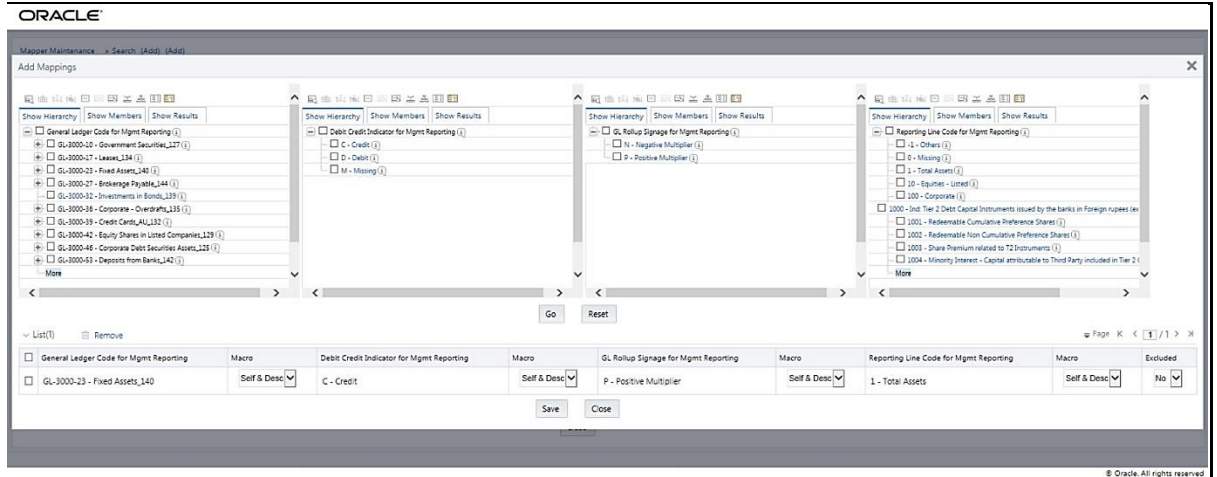 ORACLE
Mapper Maintenance > Search (Add) (Add)
Add Mappings
Show Hierarchy Show Members Show Results
General Ledger Code for Mgmt Reporting
GL-3000-10 - Government Securities_127
GL-3000-17 - Leases_134
GL-3000-23 - Fixed Assets_140
GL-3000-27 - Brokerage Payable_144
GL-3000-32 - Investments in Bonds_139
GL-3000-36 - Corporate - Overdrafts_135
GL-3000-39 - Credit Cards_AU_132
GL-3000-42 - Equity Shares in Listed Companies_129
GL-3000-46 - Corporate Debt Securities Assets_125
GL-3000-53 - Deposits from Banks_142
More
Show Hierarchy Show Members Show Results
Debit Credit Indicator for Mgmt Reporting
C - Credit
D - Debit
M - Missing
Show Hierarchy Show Members Show Results
GL Rollup Signage for Mgmt Reporting
N - Negative Multiplier
P - Positive Multiplier
Show Hierarchy Show Members Show Results
Reporting Line Code for Mgmt Reporting
-1 - Others
0 - Missing
1 - Total Assets
10 - Equities - Listed
100 - Corporate
1000 - Ind: Tier 2 Debt Capital Instruments issued by the banks in Foreign rupees (ex
1001 - Redeemable Cumulative Preference Shares
1002 - Redeemable Non Cumulative Preference Shares
1003 - Share Premium related to T2 Instruments
1004 - Minority Interest - Capital attributable to Third Party included in Tier 2
More
Go Reset
List(1) Remove Page 1 / 1
General Ledger Code for Mgmt Reporting Macro Debit Credit Indicator for Mgmt Reporting Macro GL Rollup Signage for Mgmt Reporting Macro Reporting Line Code for Mgmt Reporting Macro Excluded
GL-3000-23 - Fixed Assets_140 Self & Desc C - Credit Self & Desc P - Positive Multiplier Self & Desc 1 - Total Assets Self & Desc No
Save Close
© Oracle. All rights reserved